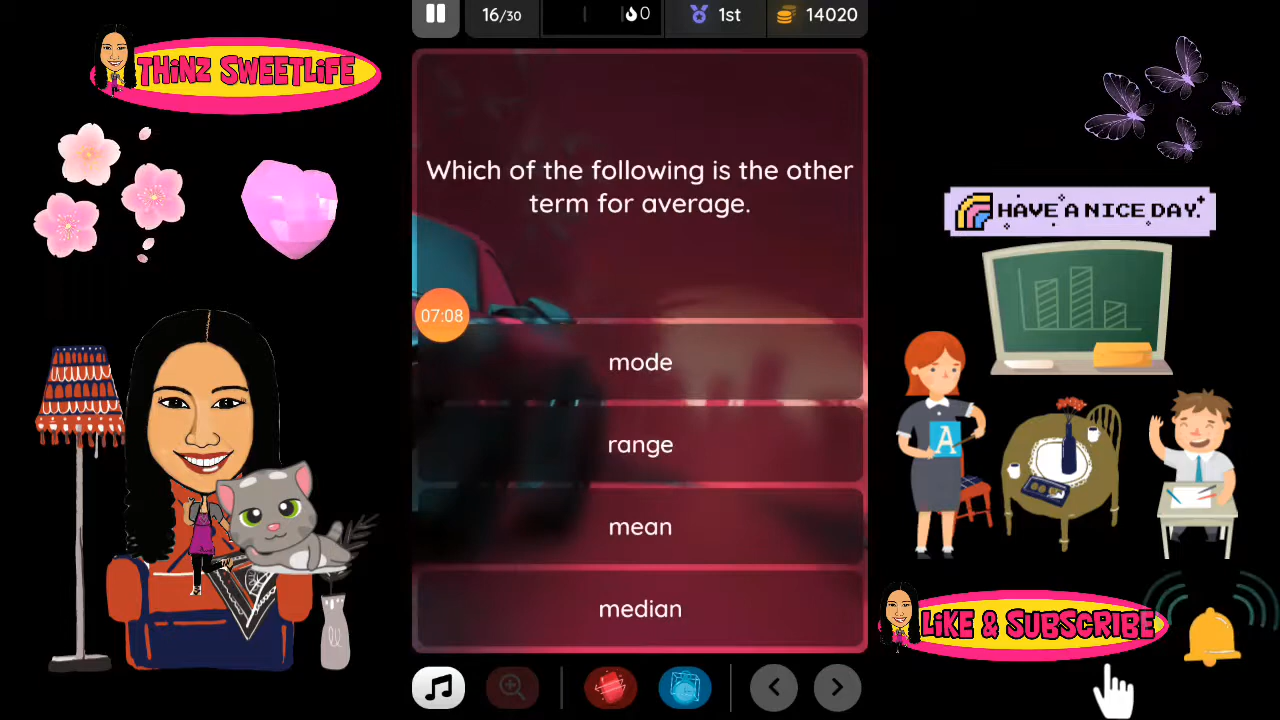 16/30
0
1st
14020
THiNZ SWEETLiFE
Which of the following is the other
term for average.
HAVE A NICE DAY.
07:08
mode
range
mean
median
A
LiKE & SUBSCRiBE